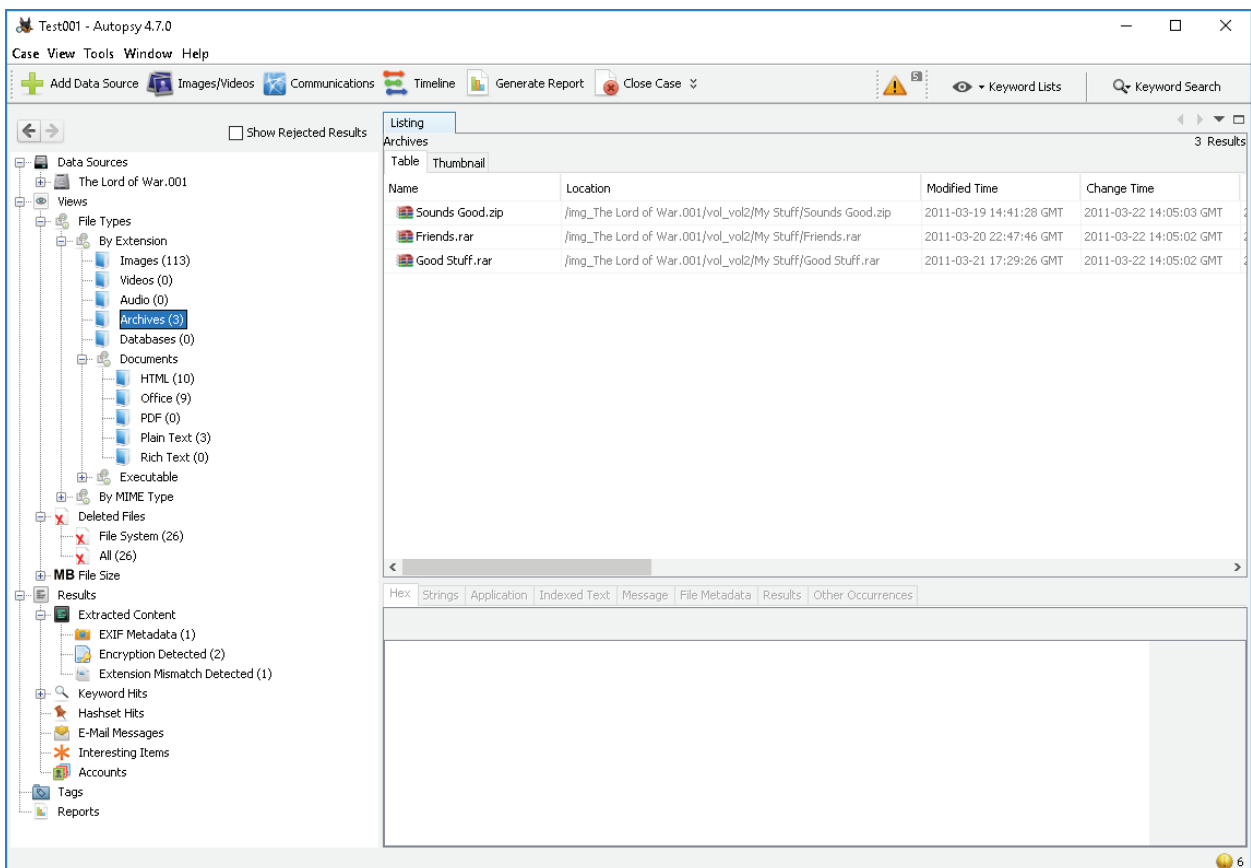 Test001 - Autopsy 4.7.0
Case View Tools Window Help
Add Data Source Images/Videos Communications Timeline Generate Report Close Case 5 Keyword Lists Keyword Search
Show Rejected Results
Data Sources
The Lord of War.001
Views
File Types
By Extension
Images (113)
Videos (0)
Audio (0)
Archives (3)
Databases (0)
Documents
HTML (10)
Office (9)
PDF (0)
Plain Text (3)
Rich Text (0)
Executable
By MIME Type
Deleted Files
File System (26)
All (26)
MB File Size
Results
Extracted Content
EXIF Metadata (1)
Encryption Detected (2)
Extension Mismatch Detected (1)
Keyword Hits
Hashset Hits
E-Mail Messages
Interesting Items
Accounts
Tags
Reports
Listing
Archives 3 Results
Table Thumbnail
Name Location Modified Time Change Time
Sounds Good.zip /img_The Lord of War.001/vol_vol2/My Stuff/Sounds Good.zip 2011-03-19 14:41:28 GMT 2011-03-22 14:05:03 GMT
Friends.rar /img_The Lord of War.001/vol_vol2/My Stuff/Friends.rar 2011-03-20 22:47:46 GMT 2011-03-22 14:05:02 GMT
Good Stuff.rar /img_The Lord of War.001/vol_vol2/My Stuff/Good Stuff.rar 2011-03-21 17:29:26 GMT 2011-03-22 14:05:02 GMT
Hex Strings Application Indexed Text Message File Metadata Results Other Occurrences
6